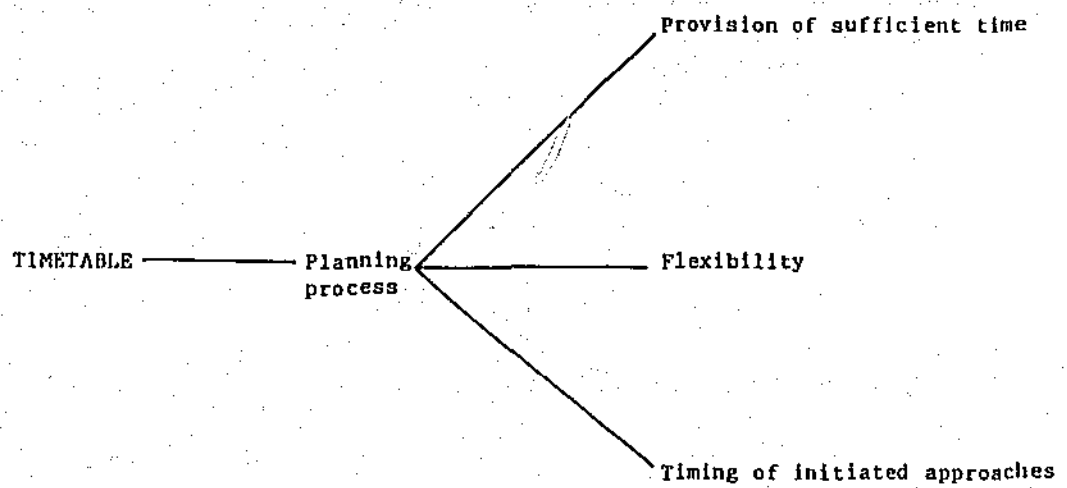 Provision of sufficient time
TIMETABLE
Planning
process
Flexibility
Timing of initiated approaches